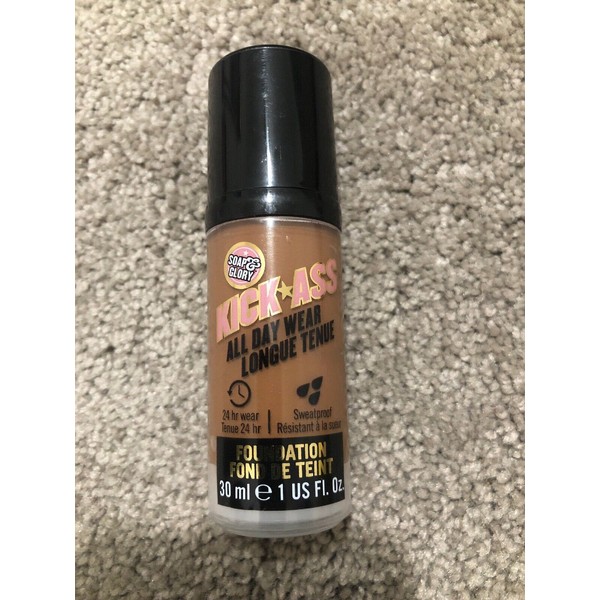 SOAP &
GLORY
KICK★ASS
ALL DAY WEAR
LONGUE TENUE
24 hr wear
Tenue 24 hr
Sweatproof
Résistant à la sueur
FOUNDATION
FOND DE TEINT
30 ml e 1 US Fl. Oz.